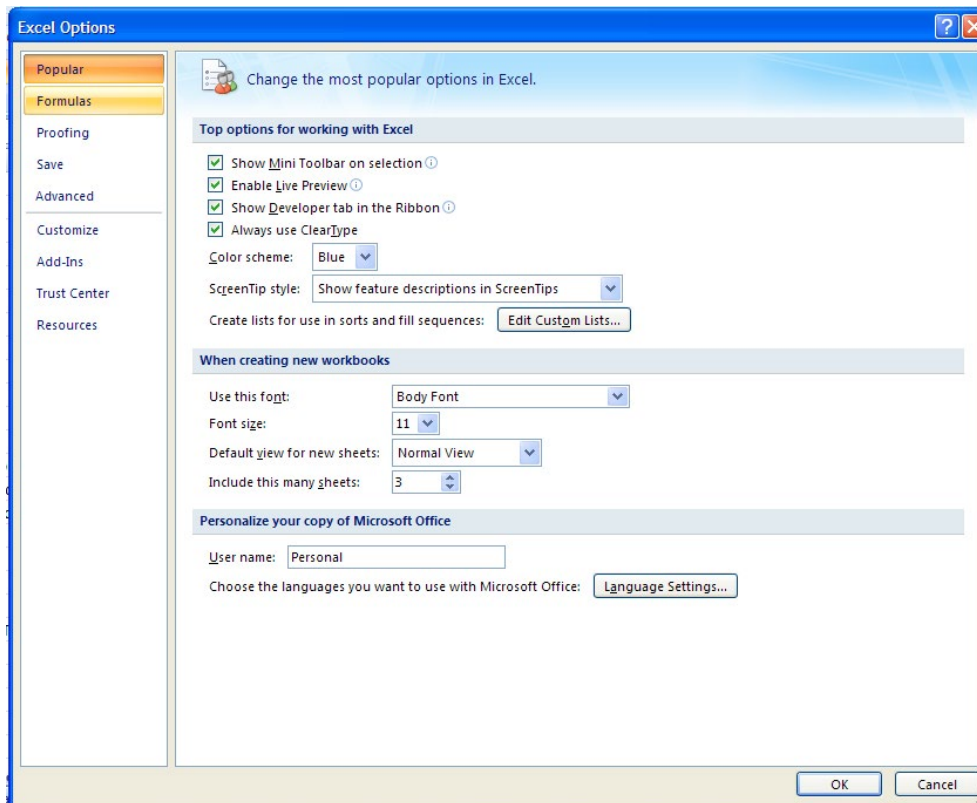 Excel Options
Popular
Formulas
Proofing
Save
Advanced
Customize
Add-Ins
Trust Center
Resources
Change the most popular options in Excel.
Top options for working with Excel
Show Mini Toolbar on selection
Enable Live Preview
Show Developer tab in the Ribbon
Always use ClearType
Color scheme: Blue
ScreenTip style: Show feature descriptions in ScreenTips
Create lists for use in sorts and fill sequences: Edit Custom Lists...
When creating new workbooks
Use this font: Body Font
Font size: 11
Default view for new sheets: Normal View
Include this many sheets: 3
Personalize your copy of Microsoft Office
User name: Personal
Choose the languages you want to use with Microsoft Office: Language Settings...
OK Cancel